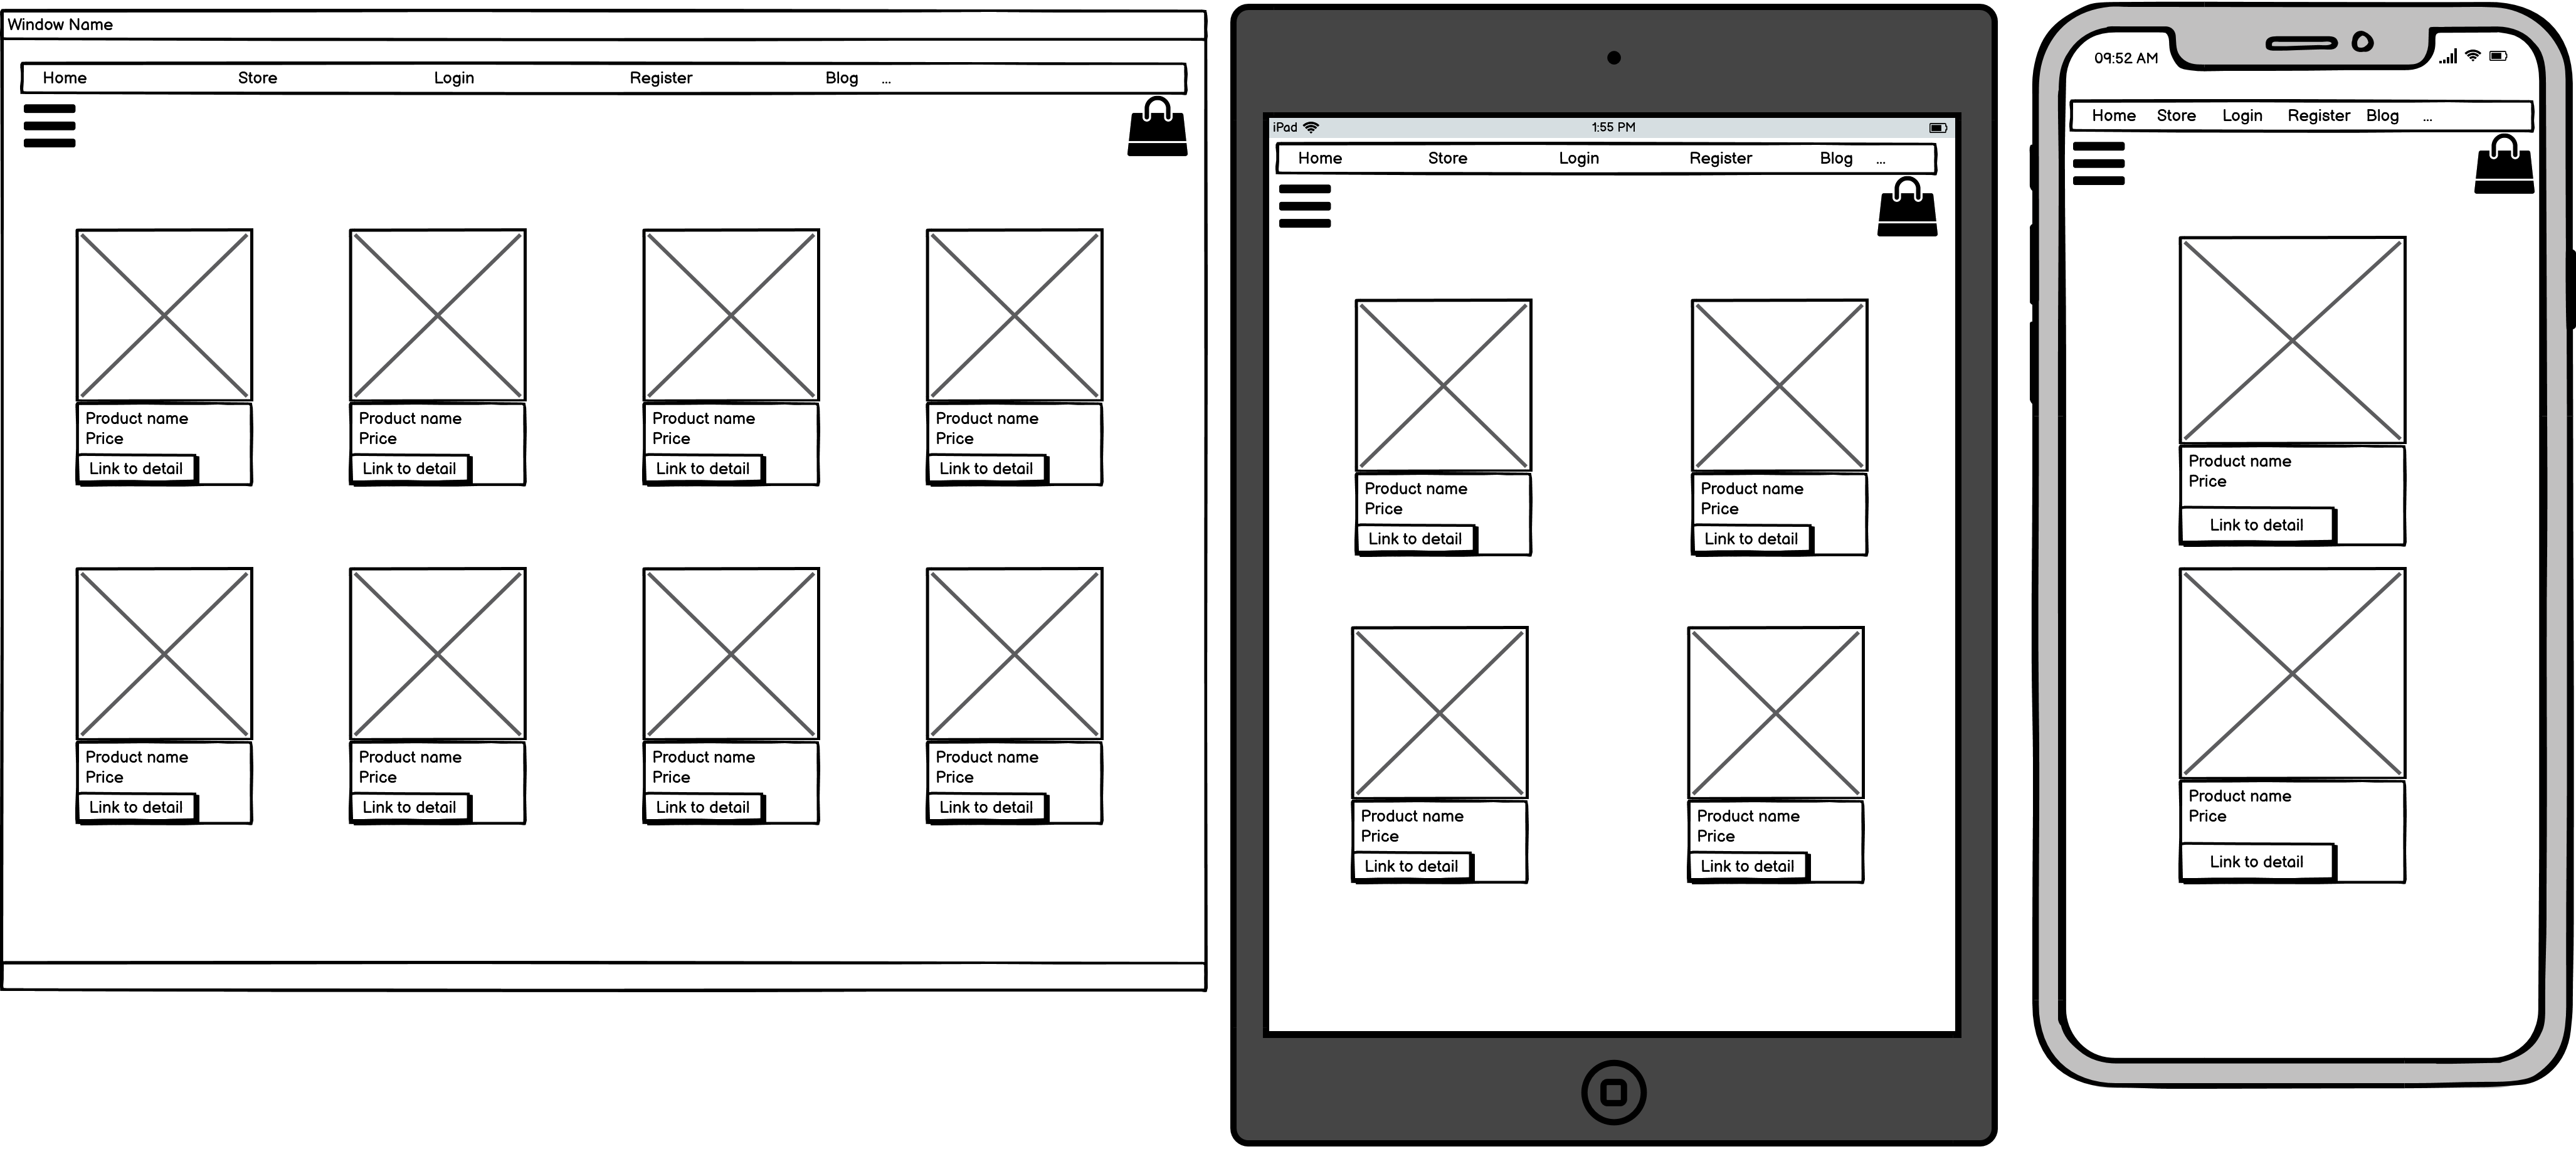 Window Name
Home Store Login Register Blog ...
Product name
Price
Link to detail
Product name
Price
Link to detail
Product name
Price
Link to detail
Product name
Price
Link to detail
Product name
Price
Link to detail
Product name
Price
Link to detail
Product name
Price
Link to detail
Product name
Price
Link to detail
iPad 1:55 PM
Home Store Login Register Blog ...
Product name
Price
Link to detail
Product name
Price
Link to detail
Product name
Price
Link to detail
Product name
Price
Link to detail
09:52 AM
Home Store Login Register Blog ...
Product name
Price
Link to detail
Product name
Price
Link to detail